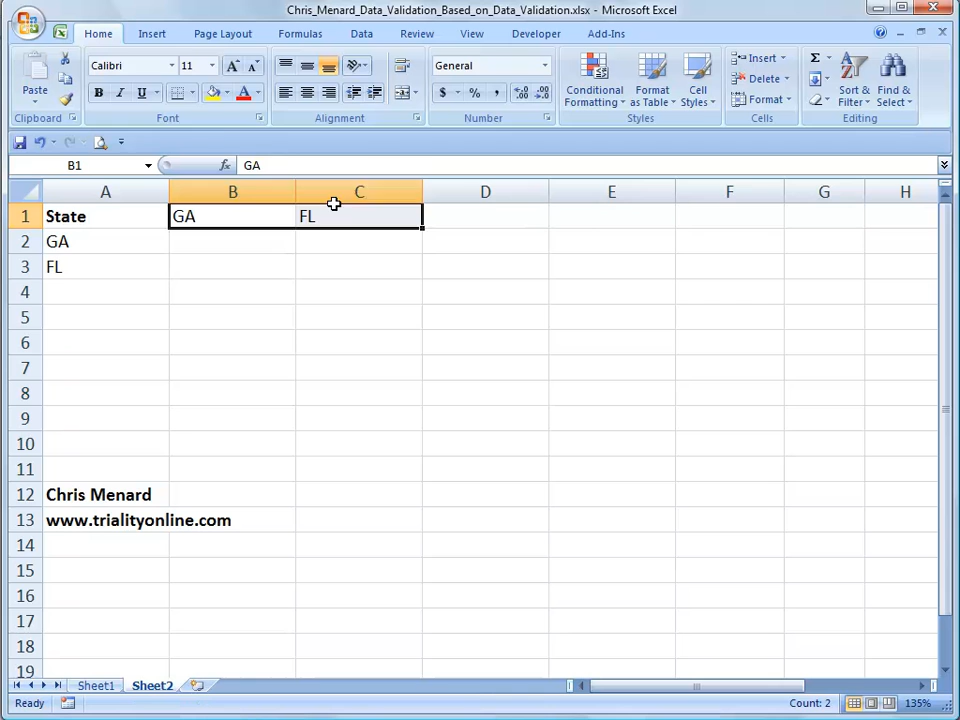 Chris_Menard_Data_Validation_Based_on_Data_Validation.xlsx - Microsoft Excel
Home Insert Page Layout Formulas Data Review View Developer Add-Ins
Calibri 11 General
Paste
B I U A A A
$ % ,
Conditional Formatting
Format as Table
Cell Styles
Insert
Delete
Format
Σ
Sort & Filter
Find & Select
Clipboard Font Alignment Number Styles Cells Editing
B1 fx GA
A B C D E F G H
1 State GA FL
2 GA
3 FL
4
5
6
7
8
9
10
11
12 Chris Menard
13 www.trialityonline.com
14
15
16
17
18
19
Sheet1 Sheet2
Ready Count: 2 135%